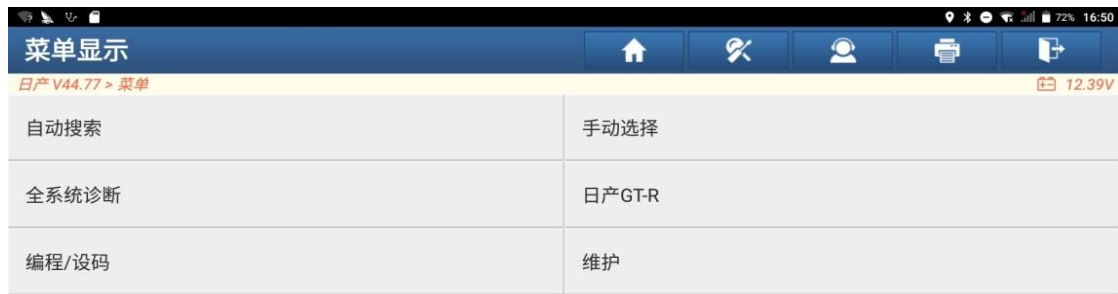 72% 16:50
菜单显示
日产 V44.77 > 菜单 12.39V
自动搜索 手动选择
全系统诊断 日产GT-R
编程/设码 维护